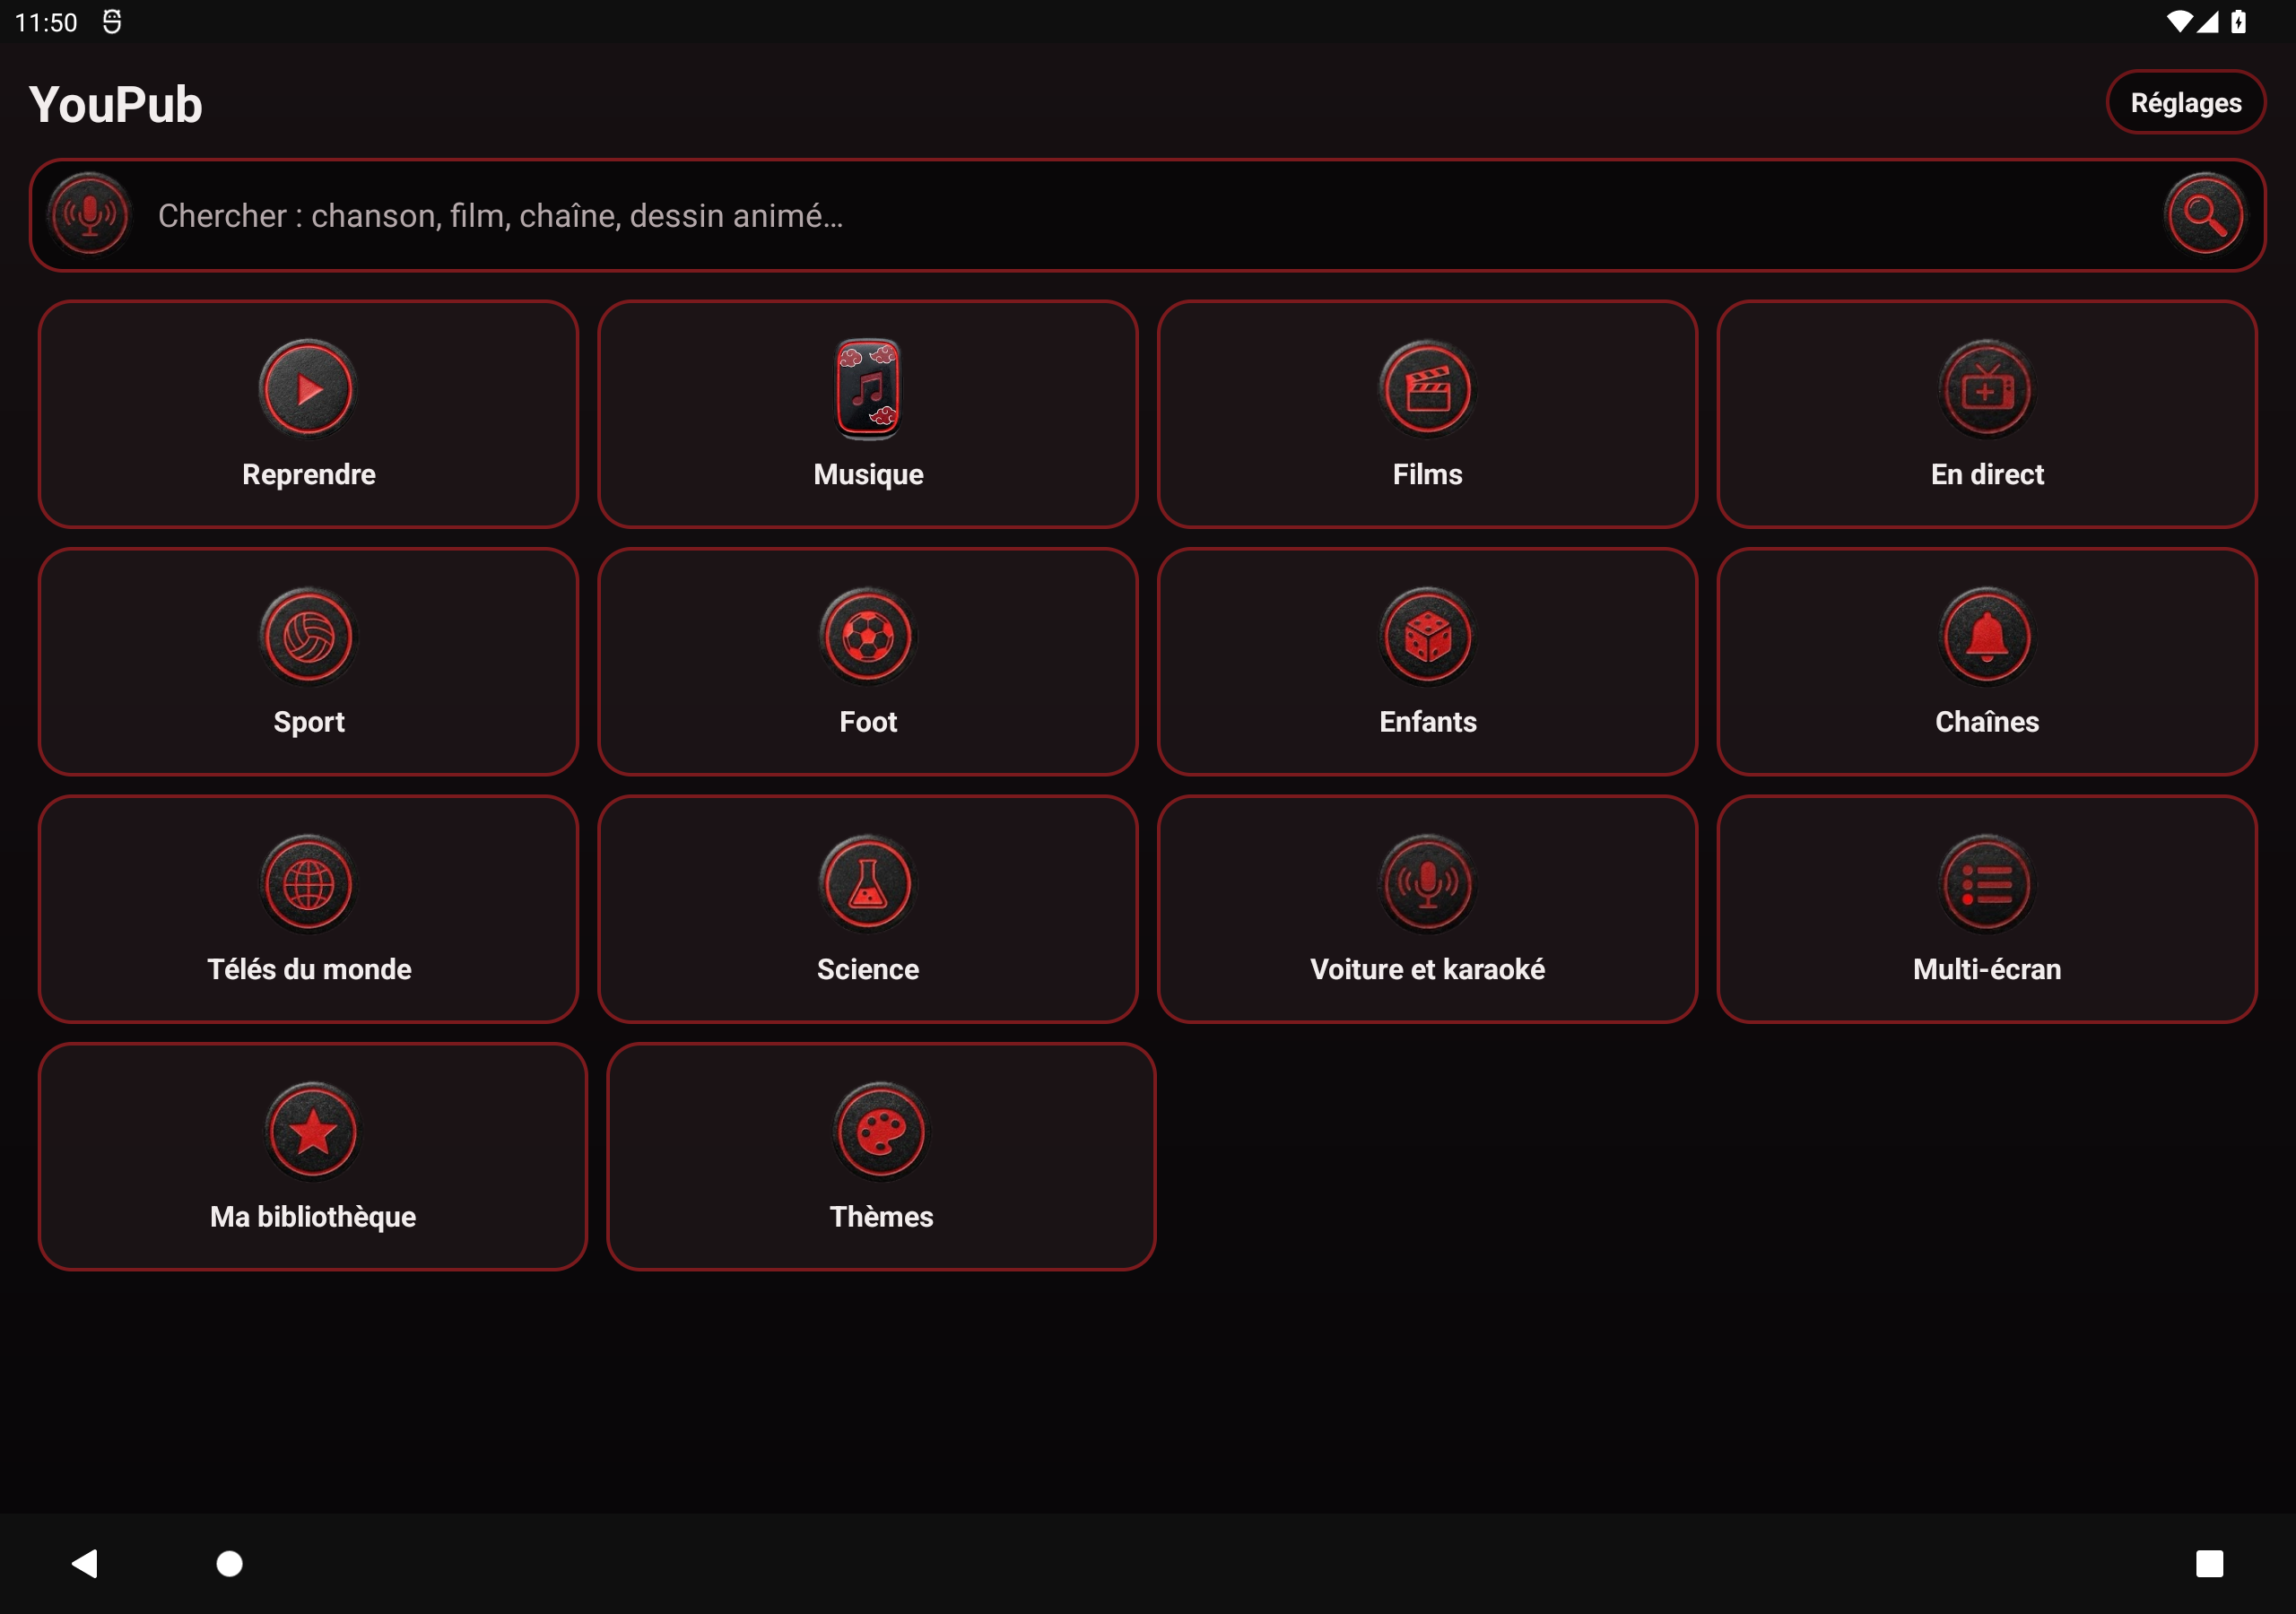 11:50
YouPub
Réglages
Chercher : chanson, film, chaîne, dessin animé…
Reprendre
Musique
Films
En direct
Sport
Foot
Enfants
Chaînes
Télés du monde
Science
Voiture et karaoké
Multi-écran
Ma bibliothèque
Thèmes